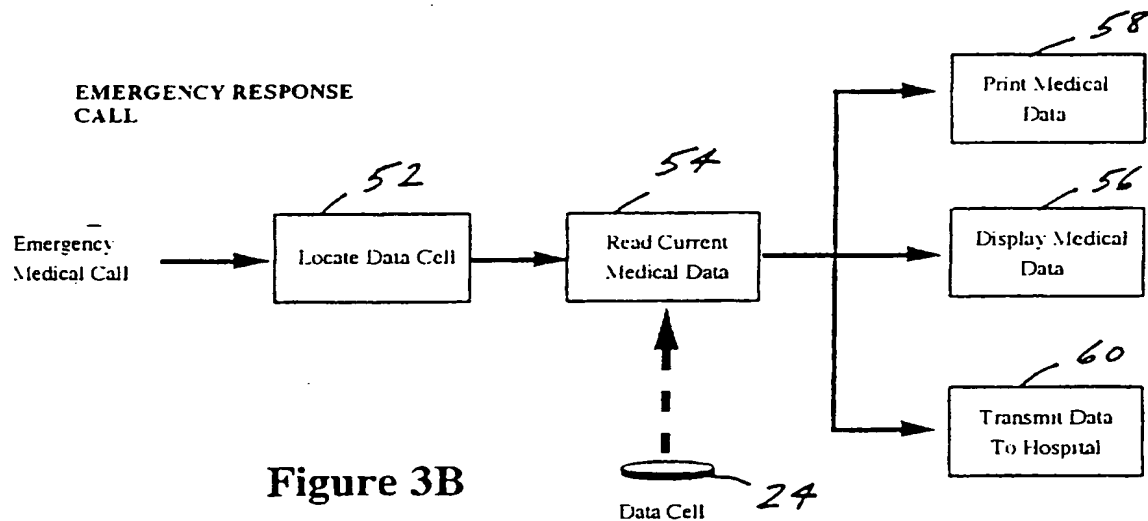 EMERGENCY RESPONSE
CALL
58
Print Medical
Data
52
54
56
Emergency
Medical Call
Locate Data Cell
Read Current
Medical Data
Display Medical
Data
60
Transmit Data
To Hospital
Figure 3B
24
Data Cell